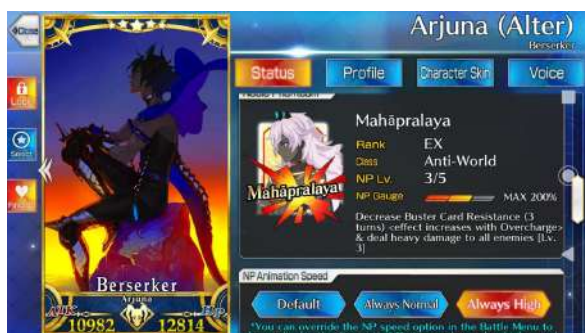 Close
Arjuna (Alter)
Berserker
Status
Profile
Character Skin
Voice
Lock
Select
Mahāpralaya
Rank EX
Class Anti-World
NP Lv. 3/5
NP Gauge MAX 200%
Mahāpralaya
Decrease Buster Card Resistance (3
turns) <effect increases with Overcharge>
& deal heavy damage to all enemies [Lv.
3]
NP Animation Speed
Default
Always Normal
Always High
*You can override the NP speed option in the Battle Menu to
Berserker
Arjuna
ATK
10982
HP
12814